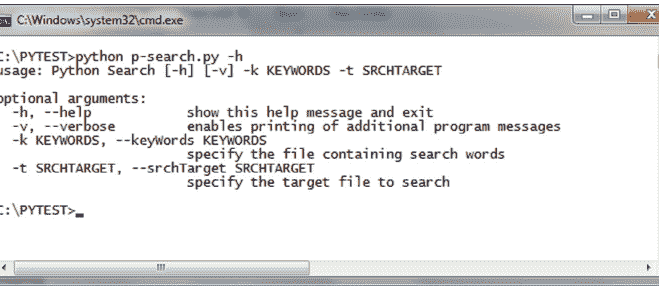 C:\Windows\system32\cmd.exe
C:\PYTEST>python p-search.py -h
usage: Python Search [-h] [-v] -k KEYWORDS -t SRCHTARGET
optional arguments:
-h, --help show this help message and exit
-v, --verbose enables printing of additional program messages
-k KEYWORDS, --keyWords KEYWORDS
specify the file containing search words
-t SRCHTARGET, --srchTarget SRCHTARGET
specify the target file to search
C:\PYTEST>_